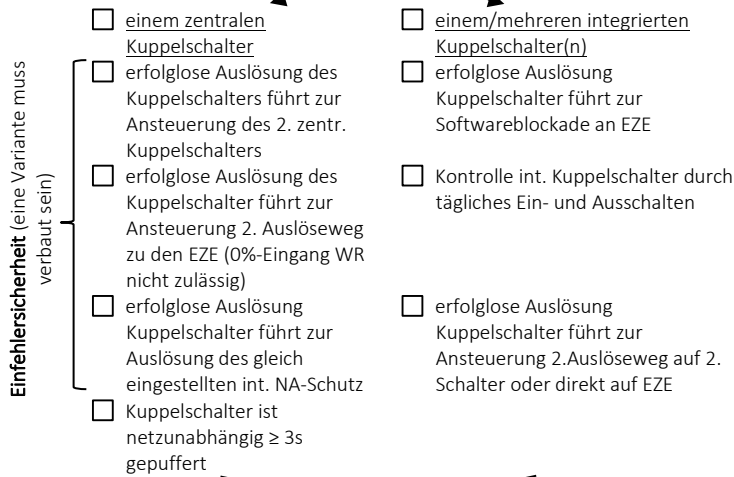 einem zentralen
Kuppelschalter
erfolglose Auslösung des
Kuppelschalters führt zur
Ansteuerung des 2. zentr.
Kuppelschalters
erfolglose Auslösung des
Kuppelschalter führt zur
Ansteuerung 2. Auslöseweg
zu den EZE (0%-Eingang WR
nicht zulässig)
erfolglose Auslösung
Kuppelschalter führt zur
Auslösung des gleich
eingestellten int. NA-Schutz
Kuppelschalter ist
netzunabhängig ≥ 3s
gepuffert
einem/mehreren integrierten
Kuppelschalter(n)
erfolglose Auslösung
Kuppelschalter führt zur
Softwareblockade an EZE
Kontrolle int. Kuppelschalter durch
tägliches Ein- und Ausschalten
erfolglose Auslösung
Kuppelschalter führt zur
Ansteuerung 2.Auslöseweg auf 2.
Schalter oder direkt auf EZE
Einfehlersicherheit (eine Variante muss
verbaut sein)